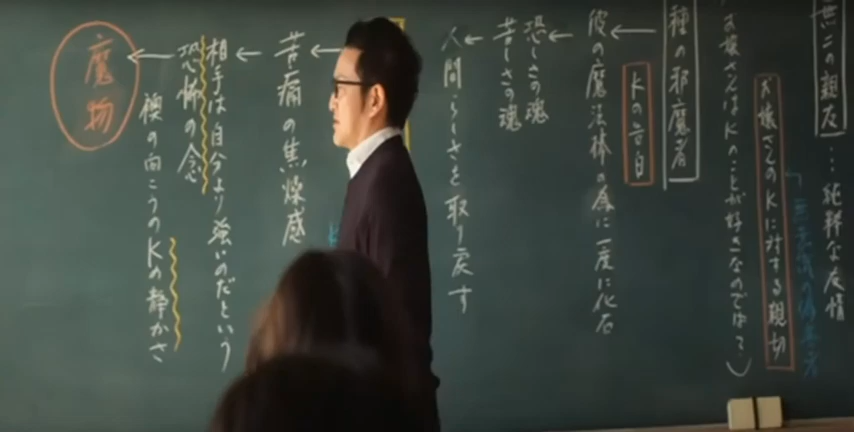 無二の親友…純粋な友情
お嬢さんのKに対する親切
お嬢さんはKのことが好きなのでは?)
種の邪魔者
Kの告白
彼の魔法棒の為に一度に化石
恐しさの魂
苦しさの魂
人間らしさを取り戻す
苦痛の焦燥感
相手は自分より強いのだという
恐怖の念
襖の向こうのKの静かさ
魔物